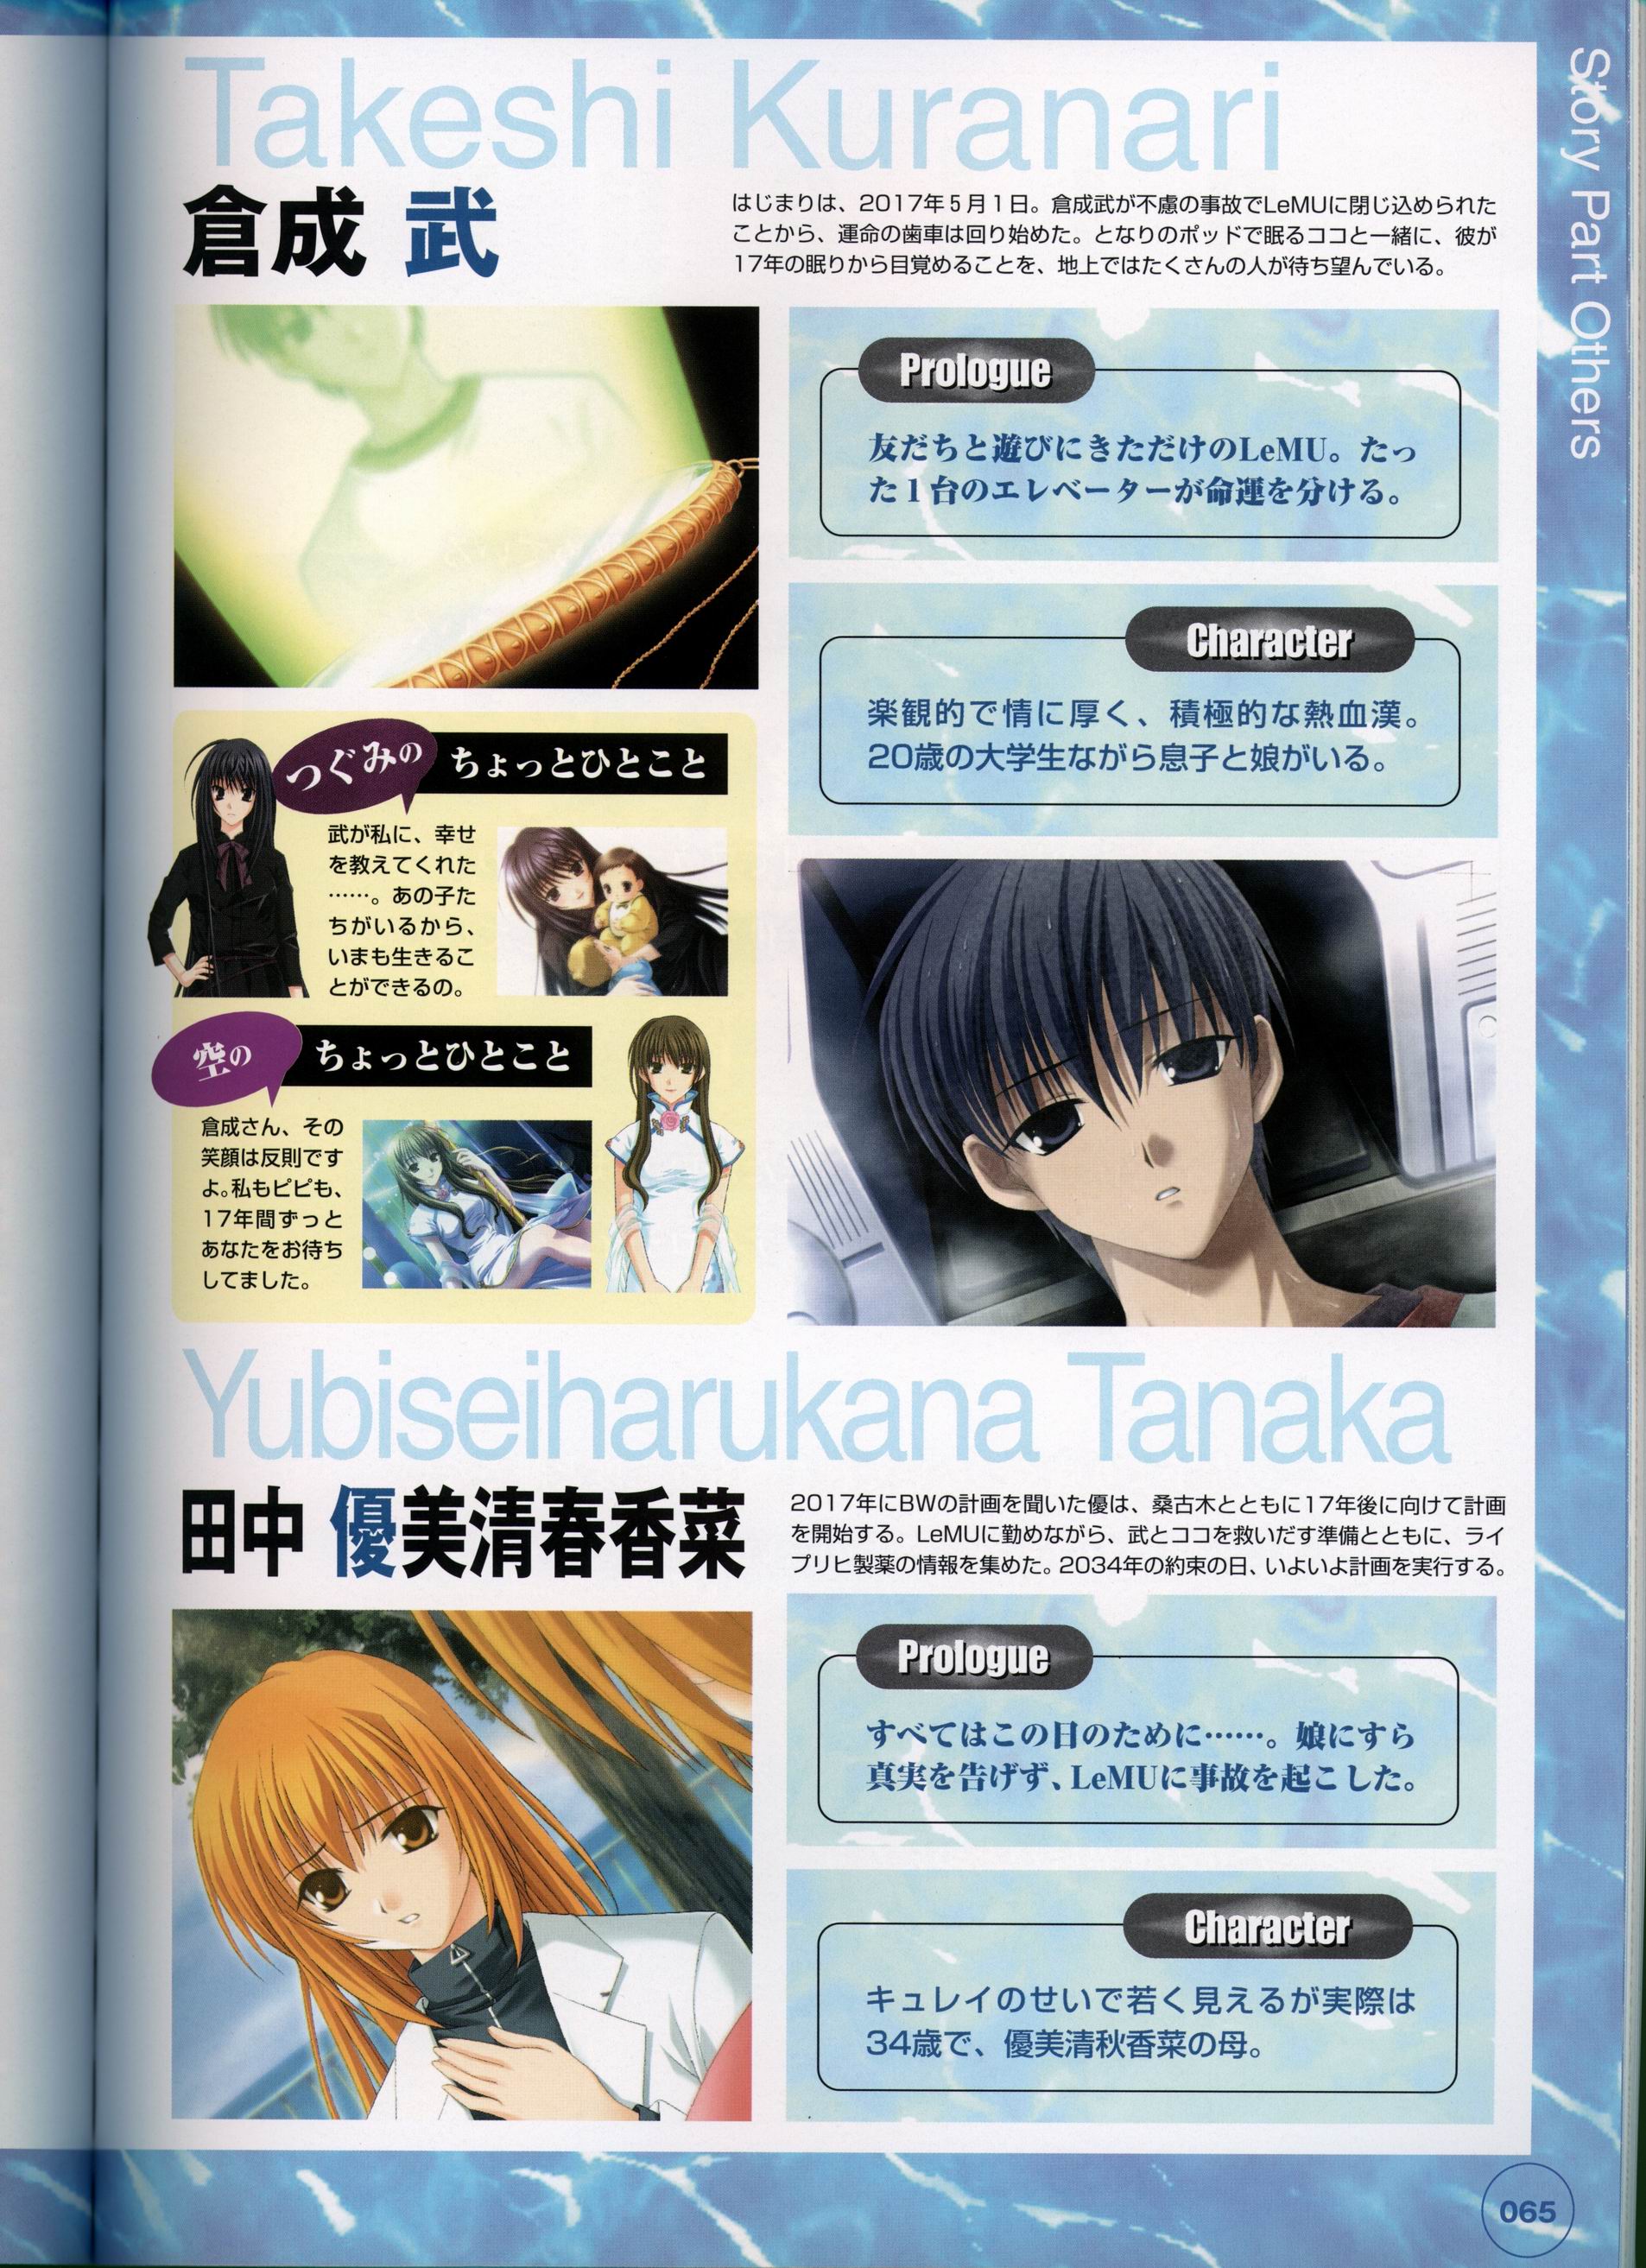 Story Part Others
Takeshi Kuranari
倉成 武
はじまりは、2017年5月1日。倉成武が不慮の事故でLeMUに閉じ込められた
ことから、運命の歯車は回り始めた。となりのポッドで眠るココと一緒に、彼が
17年の眠りから目覚めることを、地上ではたくさんの人が待ち望んでいる。
Prologue
友だちと遊びにきただけのLeMU。たっ
た1台のエレベーターが命運を分ける。
Character
楽観的で情に厚く、積極的な熱血漢。
20歳の大学生ながら息子と娘がいる。
つぐみの ちょっとひとこと
武が私に、幸せ
を教えてくれた
……。あの子た
ちがいるから、
いまも生きるこ
とができるの。
空の ちょっとひとこと
倉成さん、その
笑顔は反則です
よ。私もピピも、
17年間ずっと
あなたをお待ち
してました。
Yubiseiharukana Tanaka
田中 優美清春香菜
2017年にBWの計画を聞いた優は、桑古木とともに17年後に向けて計画
を開始する。LeMUに勤めながら、武とココを救いだす準備とともに、ライ
プリヒ製薬の情報を集めた。2034年の約束の日、いよいよ計画を実行する。
Prologue
すべてはこの日のために……。娘にすら
真実を告げず、LeMUに事故を起こした。
Character
キュレイのせいで若く見えるが実際は
34歳で、優美清秋香菜の母。
065